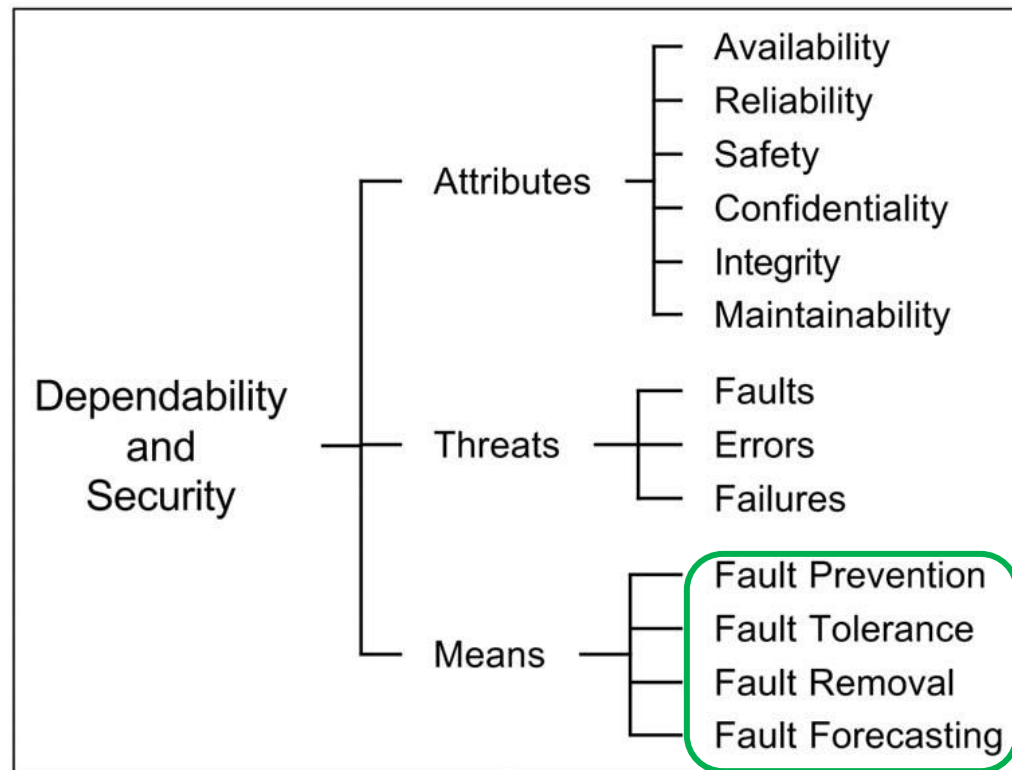 Dependability
and
Security
Attributes
Availability
Reliability
Safety
Confidentiality
Integrity
Maintainability
Threats
Faults
Errors
Failures
Means
Fault Prevention
Fault Tolerance
Fault Removal
Fault Forecasting